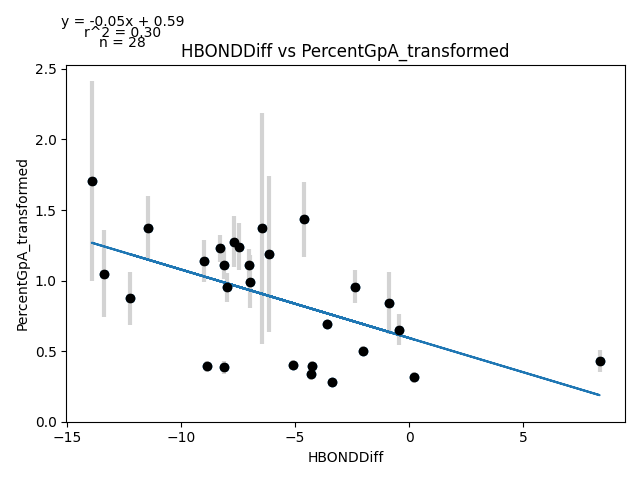 y = -0.05x + 0.59
r^2 = 0.30
n = 28
HBONDDiff vs PercentGpA_transformed
2.5
2.0
1.5
1.0
0.5
0.0
PercentGpA_transformed
−15
−10
−5
0
5
HBONDDiff